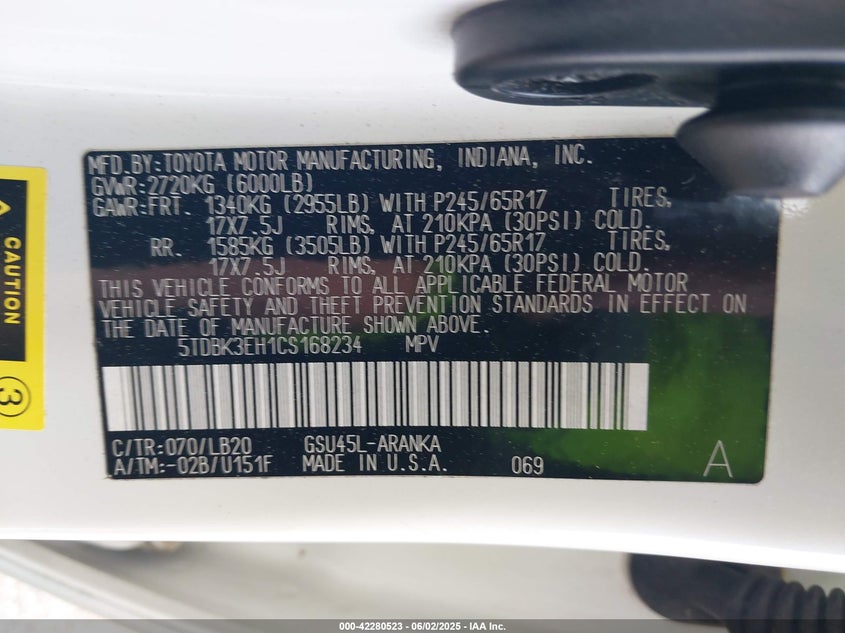 MFD.BY:TOYOTA MOTOR MANUFACTURING, INDIANA, INC.
GVWR:2720KG (6000LB)
GAWR:FRT. 1340KG (2955LB) WITH P245/65R17 TIRES,
17X7.5J RIMS, AT 210KPA (30PSI) COLD.
RR. 1585KG (3505LB) WITH P245/65R17 TIRES,
17X7.5J RIMS, AT 210KPA (30PSI) COLD.
THIS VEHICLE CONFORMS TO ALL APPLICABLE FEDERAL MOTOR
VEHICLE SAFETY AND THEFT PREVENTION STANDARDS IN EFFECT ON
THE DATE OF MANUFACTURE SHOWN ABOVE.
5TDBK3EH1CS168234 MPV
C/TR:070/LB20 GSU45L-ARANKA
A/TM:-02B/U151F MADE IN U.S.A. 069 A
CAUTION
3
000-42280523 | 06/02/2025 | IAA Inc.